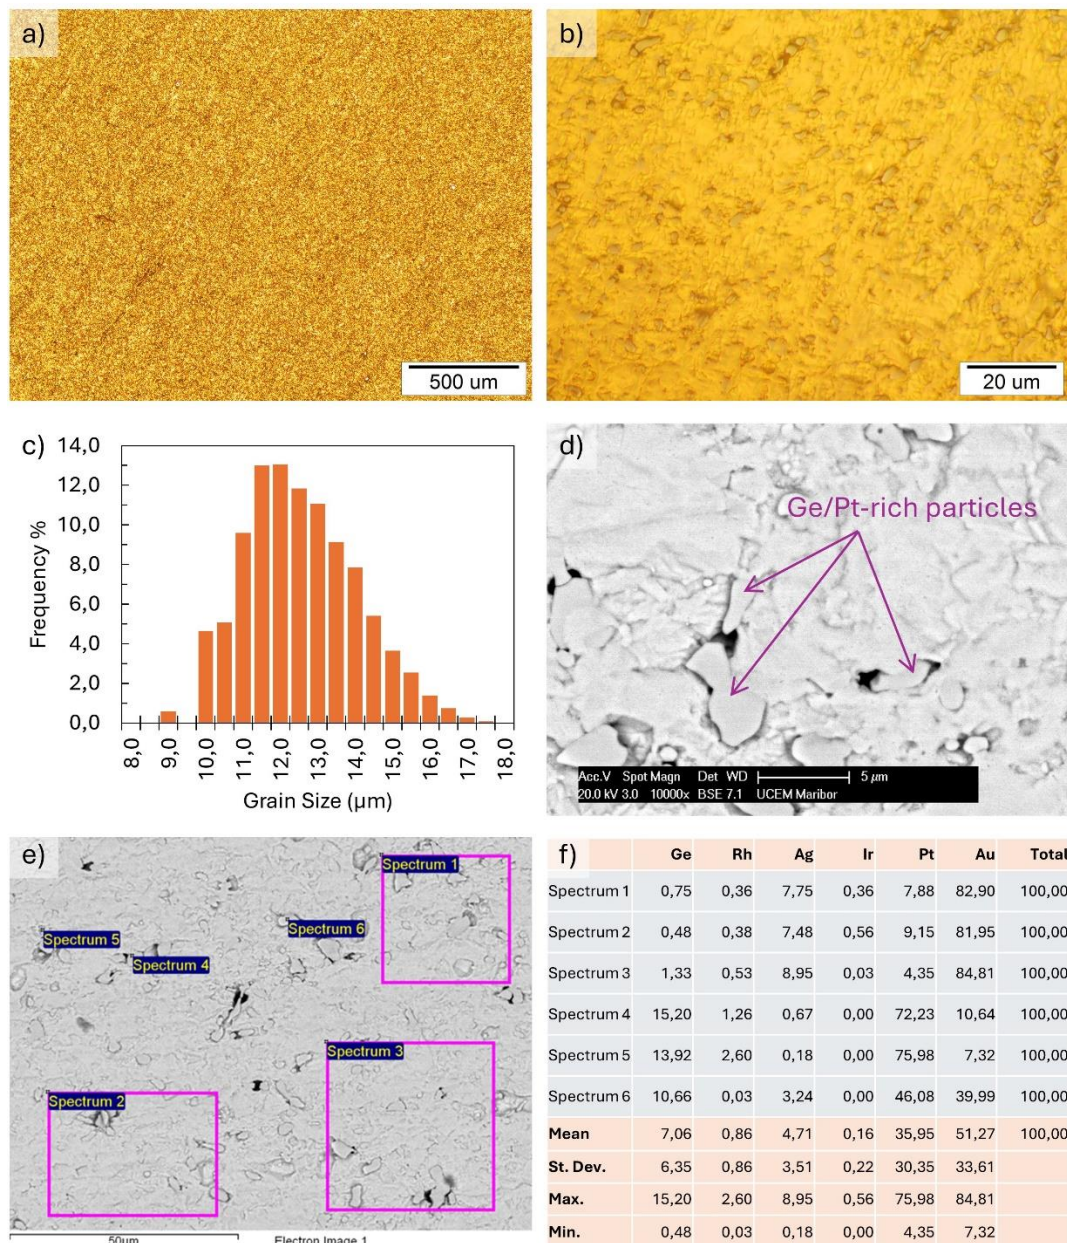 a)
500 um
b)
20 um
c)
Frequency %
14,0
12,0
10,0
8,0
6,0
4,0
2,0
0,0
8,0 9,0 10,0 11,0 12,0 13,0 14,0 15,0 16,0 17,0 18,0
Grain Size (µm)
d)
Ge/Pt-rich particles
Acc.V Spot Magn Det WD 5 µm
20.0 kV 3.0 10000x BSE 7.1 UCEM Maribor
e)
Spectrum 1
Spectrum 6
Spectrum 5
Spectrum 4
Spectrum 3
Spectrum 2
50um Electron Image 1
f)
Ge Rh Ag Ir Pt Au Total
Spectrum 1 0,75 0,36 7,75 0,36 7,88 82,90 100,00
Spectrum 2 0,48 0,38 7,48 0,56 9,15 81,95 100,00
Spectrum 3 1,33 0,53 8,95 0,03 4,35 84,81 100,00
Spectrum 4 15,20 1,26 0,67 0,00 72,23 10,64 100,00
Spectrum 5 13,92 2,60 0,18 0,00 75,98 7,32 100,00
Spectrum 6 10,66 0,03 3,24 0,00 46,08 39,99 100,00
Mean 7,06 0,86 4,71 0,16 35,95 51,27 100,00
St. Dev. 6,35 0,86 3,51 0,22 30,35 33,61
Max. 15,20 2,60 8,95 0,56 75,98 84,81
Min. 0,48 0,03 0,18 0,00 4,35 7,32